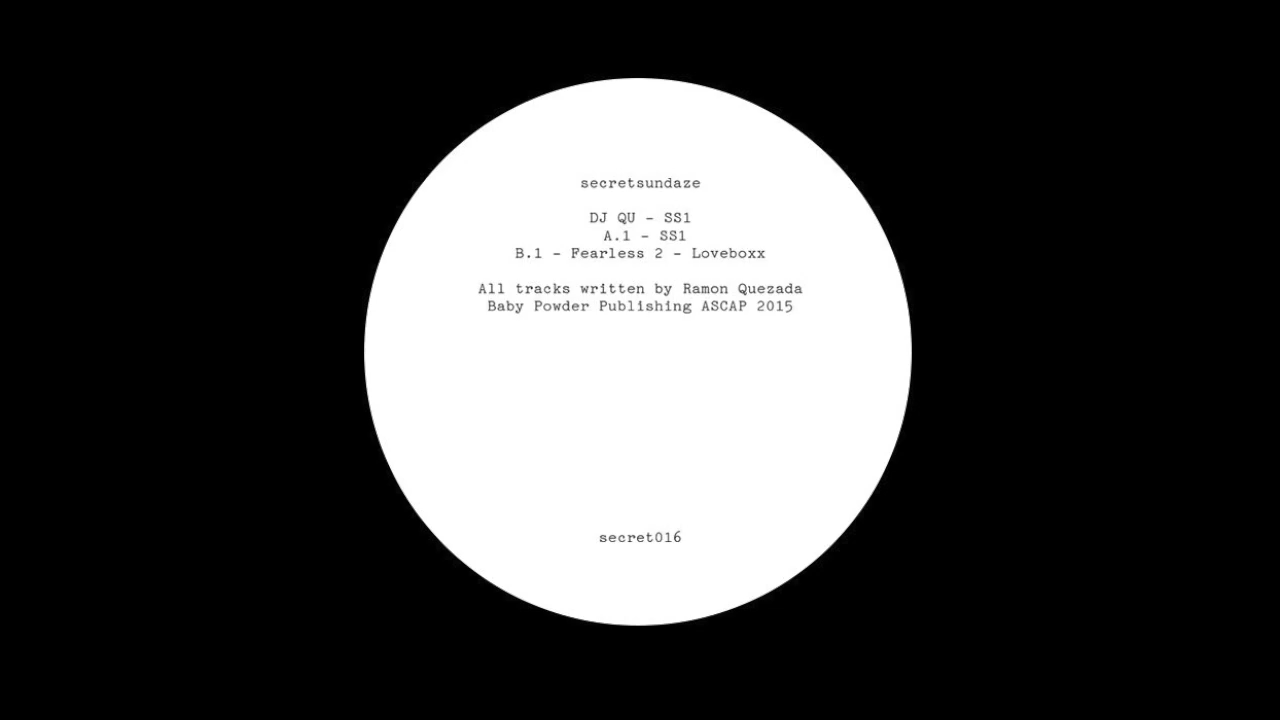 secretsundaze
DJ QU - SS1
A.1 - SS1
B.1 - Fearless 2 - Loveboxx
All tracks written by Ramon Quezada
Baby Powder Publishing ASCAP 2015
secret016